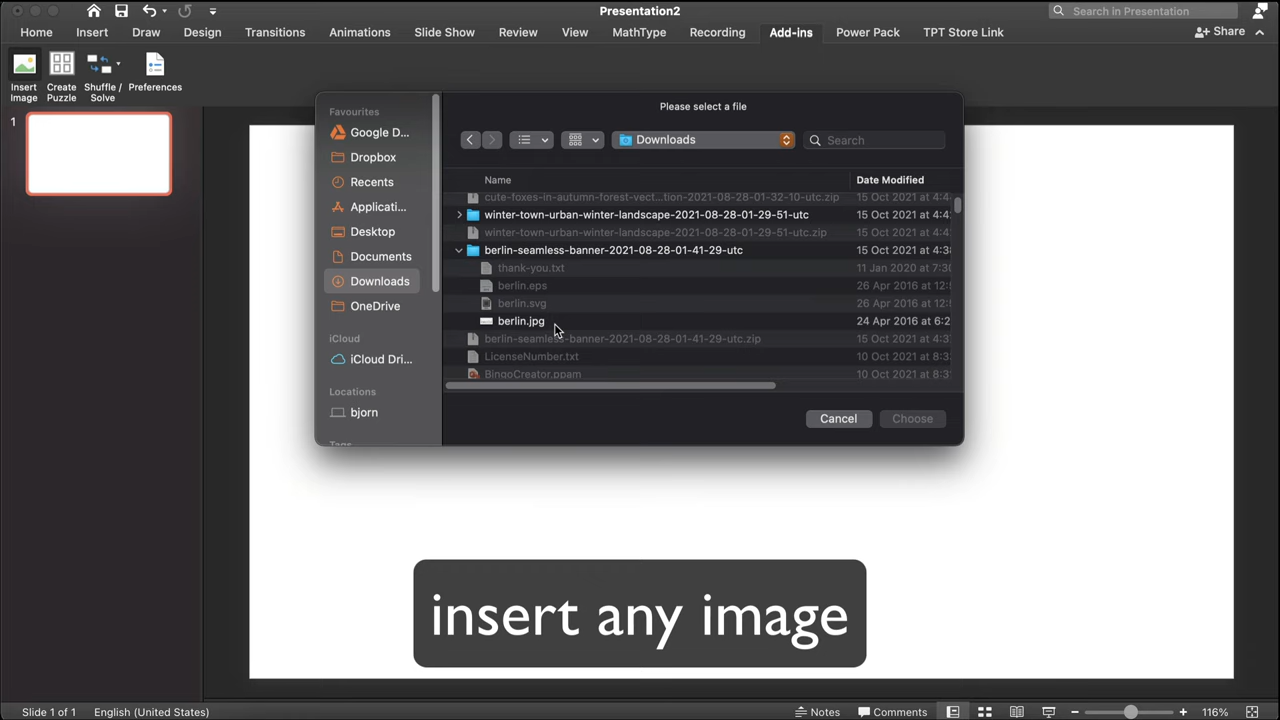 Presentation2
Search in Presentation
Home Insert Draw Design Transitions Animations Slide Show Review View MathType Recording Add-ins Power Pack TPT Store Link Share
Insert Image
Create Puzzle
Shuffle / Solve
Preferences
1
Please select a file
Favourites
Google D...
Dropbox
Recents
Applicati...
Desktop
Documents
Downloads
OneDrive
iCloud
iCloud Dri...
Locations
bjorn
Tags
Downloads
Search
Name Date Modified
cute-foxes-in-autumn-forest-vect...tion-2021-08-28-01-32-10-utc.zip 15 Oct 2021 at 4:4
winter-town-urban-winter-landscape-2021-08-28-01-29-51-utc 15 Oct 2021 at 4:4
winter-town-urban-winter-landscape-2021-08-28-01-29-51-utc.zip 15 Oct 2021 at 4:4
berlin-seamless-banner-2021-08-28-01-41-29-utc 15 Oct 2021 at 4:38
thank-you.txt 11 Jan 2020 at 7:30
berlin.eps 26 Apr 2016 at 12:
berlin.svg 26 Apr 2016 at 12:
berlin.jpg 24 Apr 2016 at 6:2
berlin-seamless-banner-2021-08-28-01-41-29-utc.zip 15 Oct 2021 at 4:3
LicenseNumber.txt 10 Oct 2021 at 8:3
BingoCreator.ppam 10 Oct 2021 at 8:3
Cancel Choose
insert any image
Slide 1 of 1 English (United States) Notes Comments 116%